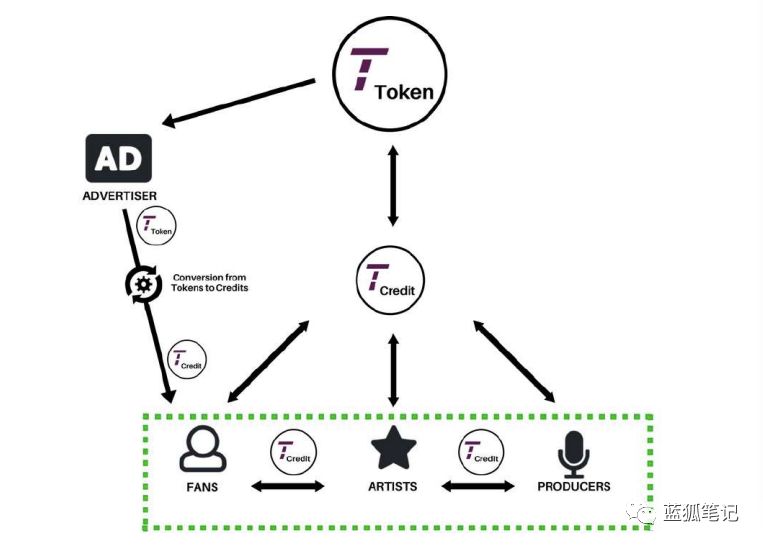 T Token
AD
ADVERTISER
T Token
Conversion from
Tokens to Credits
T Credit
T Credit
FANS
T Credit
ARTISTS
T Credit
PRODUCERS
蓝狐笔记